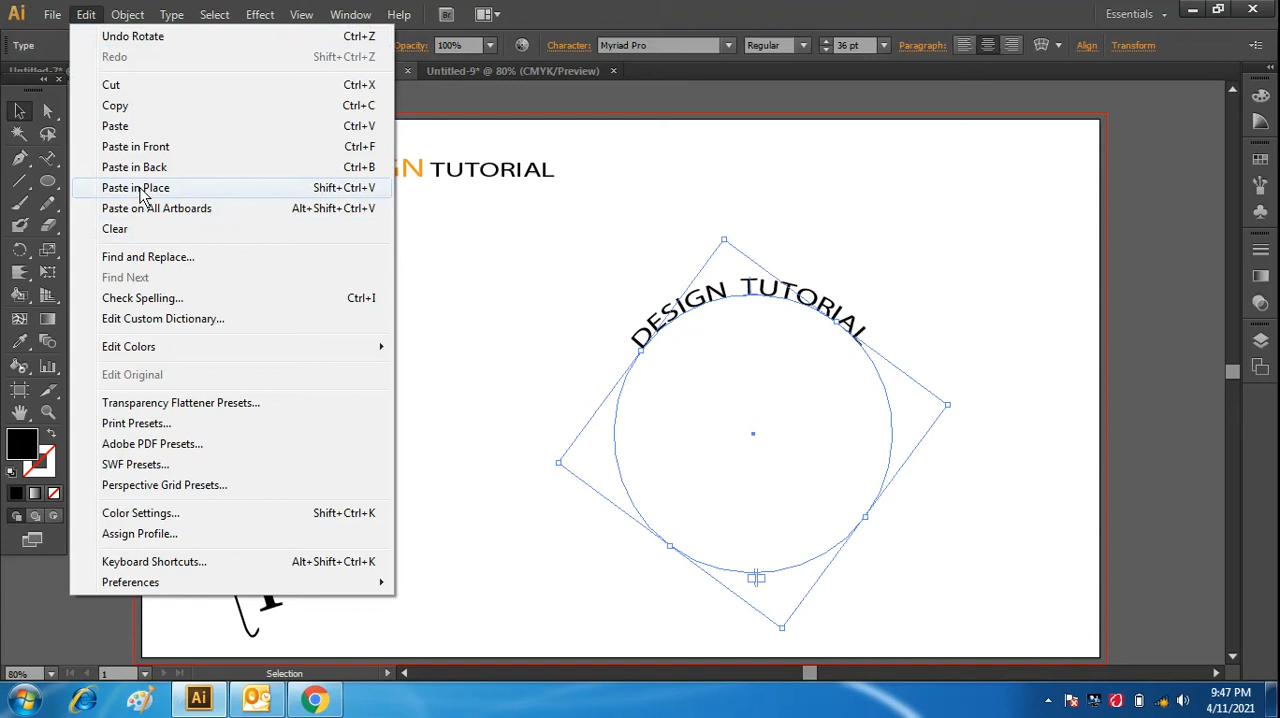 Ai File Edit Object Type Select Effect View Window Help Br Essentials
Type Opacity: 100% Character: Myriad Pro Regular 36 pt Paragraph: Align Transform
Untitled-9* @ 80% (CMYK/Preview)
Undo Rotate Ctrl+Z
Redo Shift+Ctrl+Z
Cut Ctrl+X
Copy Ctrl+C
Paste Ctrl+V
Paste in Front Ctrl+F
Paste in Back Ctrl+B
Paste in Place Shift+Ctrl+V
Paste on All Artboards Alt+Shift+Ctrl+V
Clear
Find and Replace...
Find Next
Check Spelling... Ctrl+I
Edit Custom Dictionary...
Edit Colors
Edit Original
Transparency Flattener Presets...
Print Presets...
Adobe PDF Presets...
SWF Presets...
Perspective Grid Presets...
Color Settings... Shift+Ctrl+K
Assign Profile...
Keyboard Shortcuts... Alt+Shift+Ctrl+K
Preferences
GN TUTORIAL
DESIGN TUTORIAL
80% 1 Selection
Ai
9:47 PM
4/11/2021